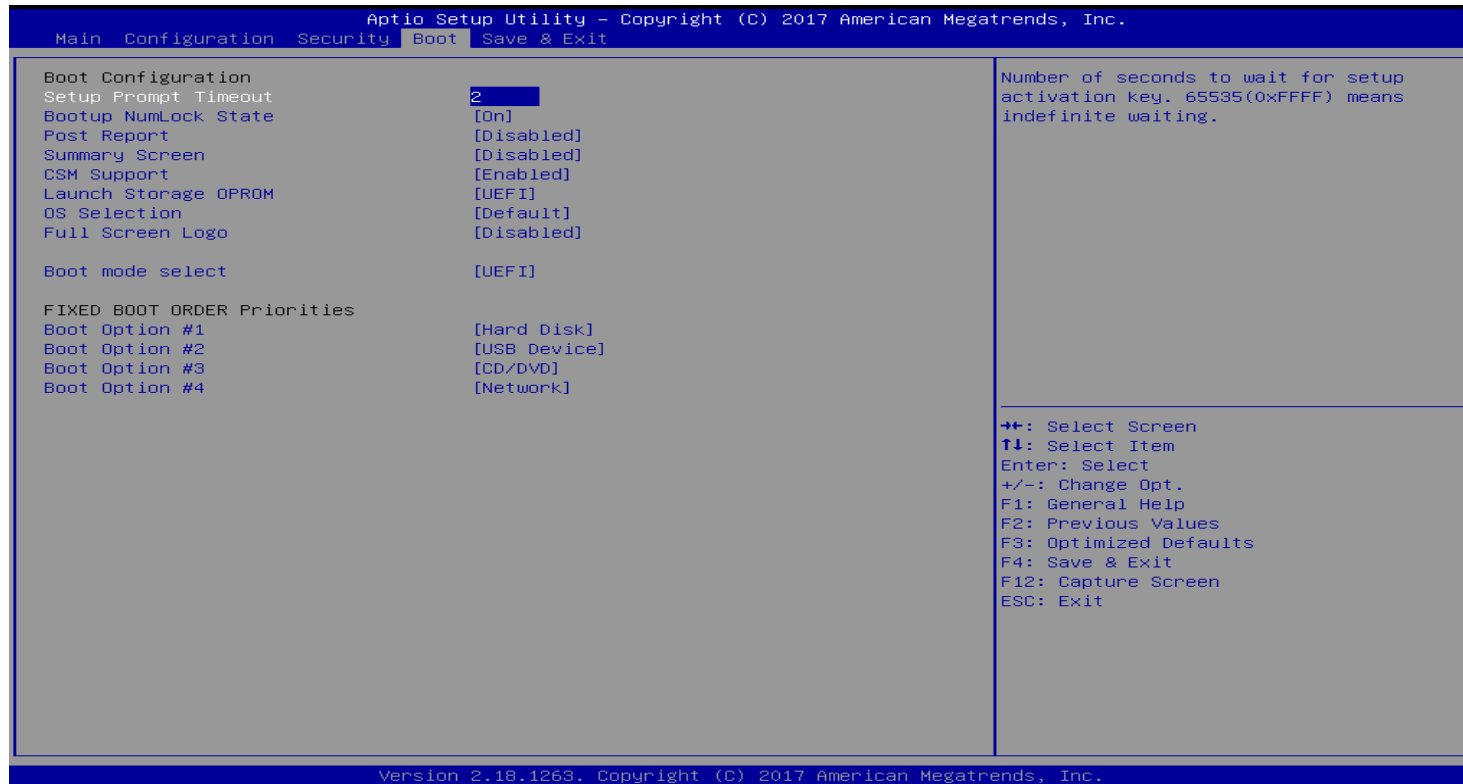 Aptio Setup Utility – Copyright (C) 2017 American Megatrends, Inc.
Main Configuration Security Boot Save & Exit
Boot Configuration
Setup Prompt Timeout 2
Bootup NumLock State [On]
Post Report [Disabled]
Summary Screen [Disabled]
CSM Support [Enabled]
Launch Storage OPROM [UEFI]
OS Selection [Default]
Full Screen Logo [Disabled]
Boot mode select [UEFI]
FIXED BOOT ORDER Priorities
Boot Option #1 [Hard Disk]
Boot Option #2 [USB Device]
Boot Option #3 [CD/DVD]
Boot Option #4 [Network]
Number of seconds to wait for setup
activation key. 65535(0xFFFF) means
indefinite waiting.
→←: Select Screen
↑↓: Select Item
Enter: Select
+/-: Change Opt.
F1: General Help
F2: Previous Values
F3: Optimized Defaults
F4: Save & Exit
F12: Capture Screen
ESC: Exit
Version 2.18.1263. Copyright (C) 2017 American Megatrends, Inc.